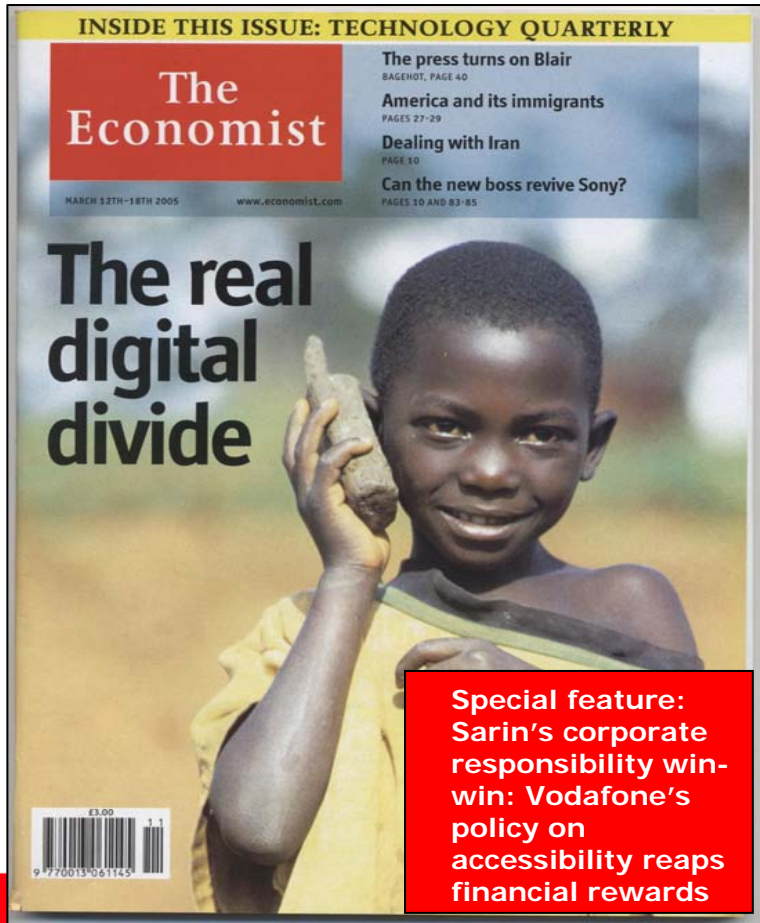 INSIDE THIS ISSUE: TECHNOLOGY QUARTERLY
The
Economist
MARCH 12TH-18TH 2005 www.economist.com
The press turns on Blair
BAGEHOT, PAGE 40
America and its immigrants
PAGES 27-29
Dealing with Iran
PAGE 10
Can the new boss revive Sony?
PAGES 10 AND 83-85
The real
digital
divide
Special feature:
Sarin's corporate
responsibility win-
win: Vodafone's
policy on
accessibility reaps
financial rewards
£3.00
11
9 770013 061145